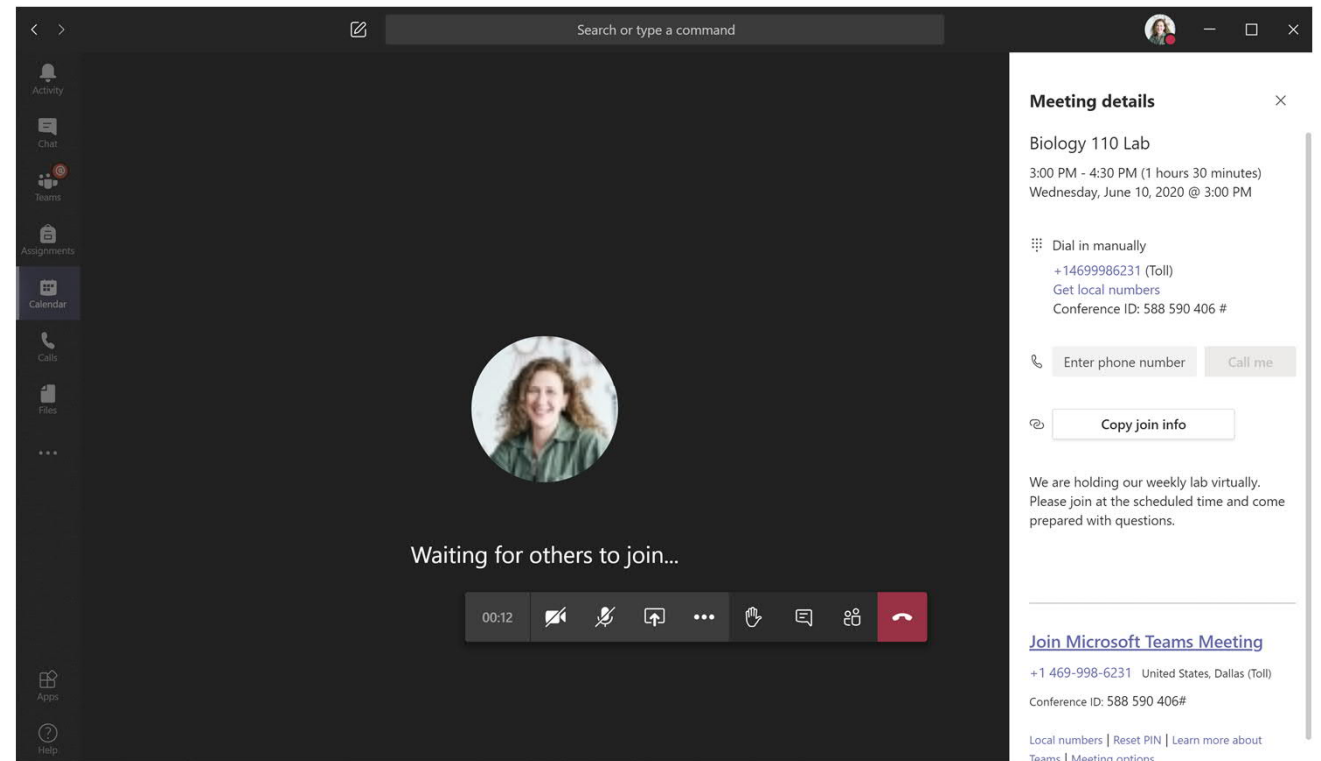 Search or type a command
Activity
Chat
Teams
Assignments
Calendar
Calls
Files
Apps
Help
Waiting for others to join...
00:12
Meeting details
Biology 110 Lab
3:00 PM - 4:30 PM (1 hours 30 minutes)
Wednesday, June 10, 2020 @ 3:00 PM
Dial in manually
+14699986231 (Toll)
Get local numbers
Conference ID: 588 590 406 #
Enter phone number
Call me
Copy join info
We are holding our weekly lab virtually.
Please join at the scheduled time and come
prepared with questions.
Join Microsoft Teams Meeting
+1 469-998-6231 United States, Dallas (Toll)
Conference ID: 588 590 406#
Local numbers | Reset PIN | Learn more about
Teams | Meeting options